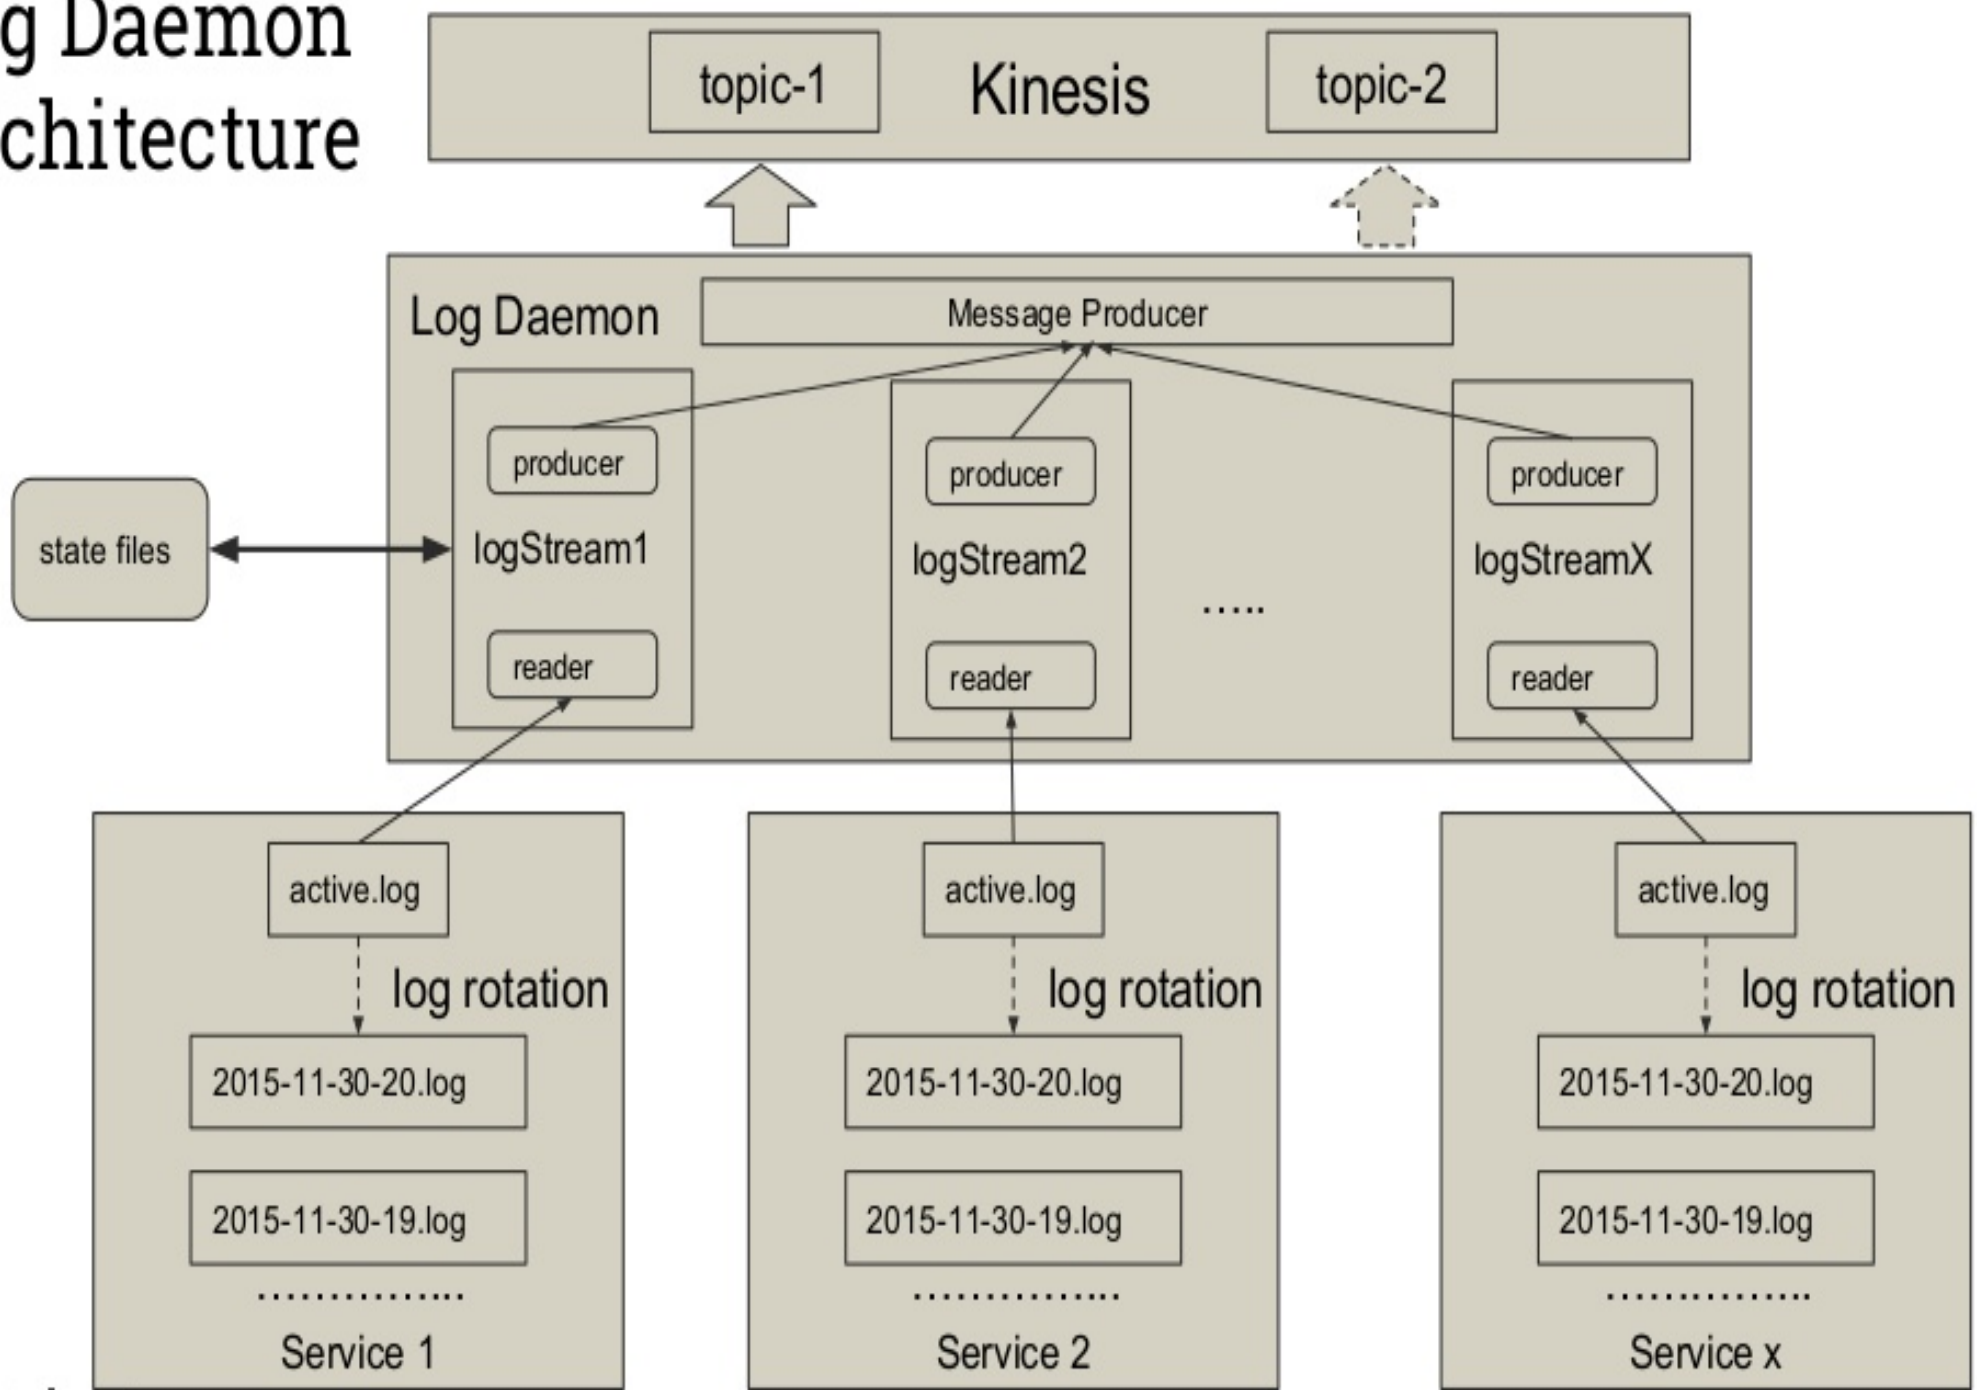 g Daemon
chitecture
topic-1
Kinesis
topic-2
Log Daemon
Message Producer
producer
producer
producer
state files
logStream1
logStream2
logStreamX
.....
reader
reader
reader
active.log
active.log
active.log
log rotation
log rotation
log rotation
2015-11-30-20.log
2015-11-30-20.log
2015-11-30-20.log
2015-11-30-19.log
2015-11-30-19.log
2015-11-30-19.log
...............
...............
...............
Service 1
Service 2
Service x